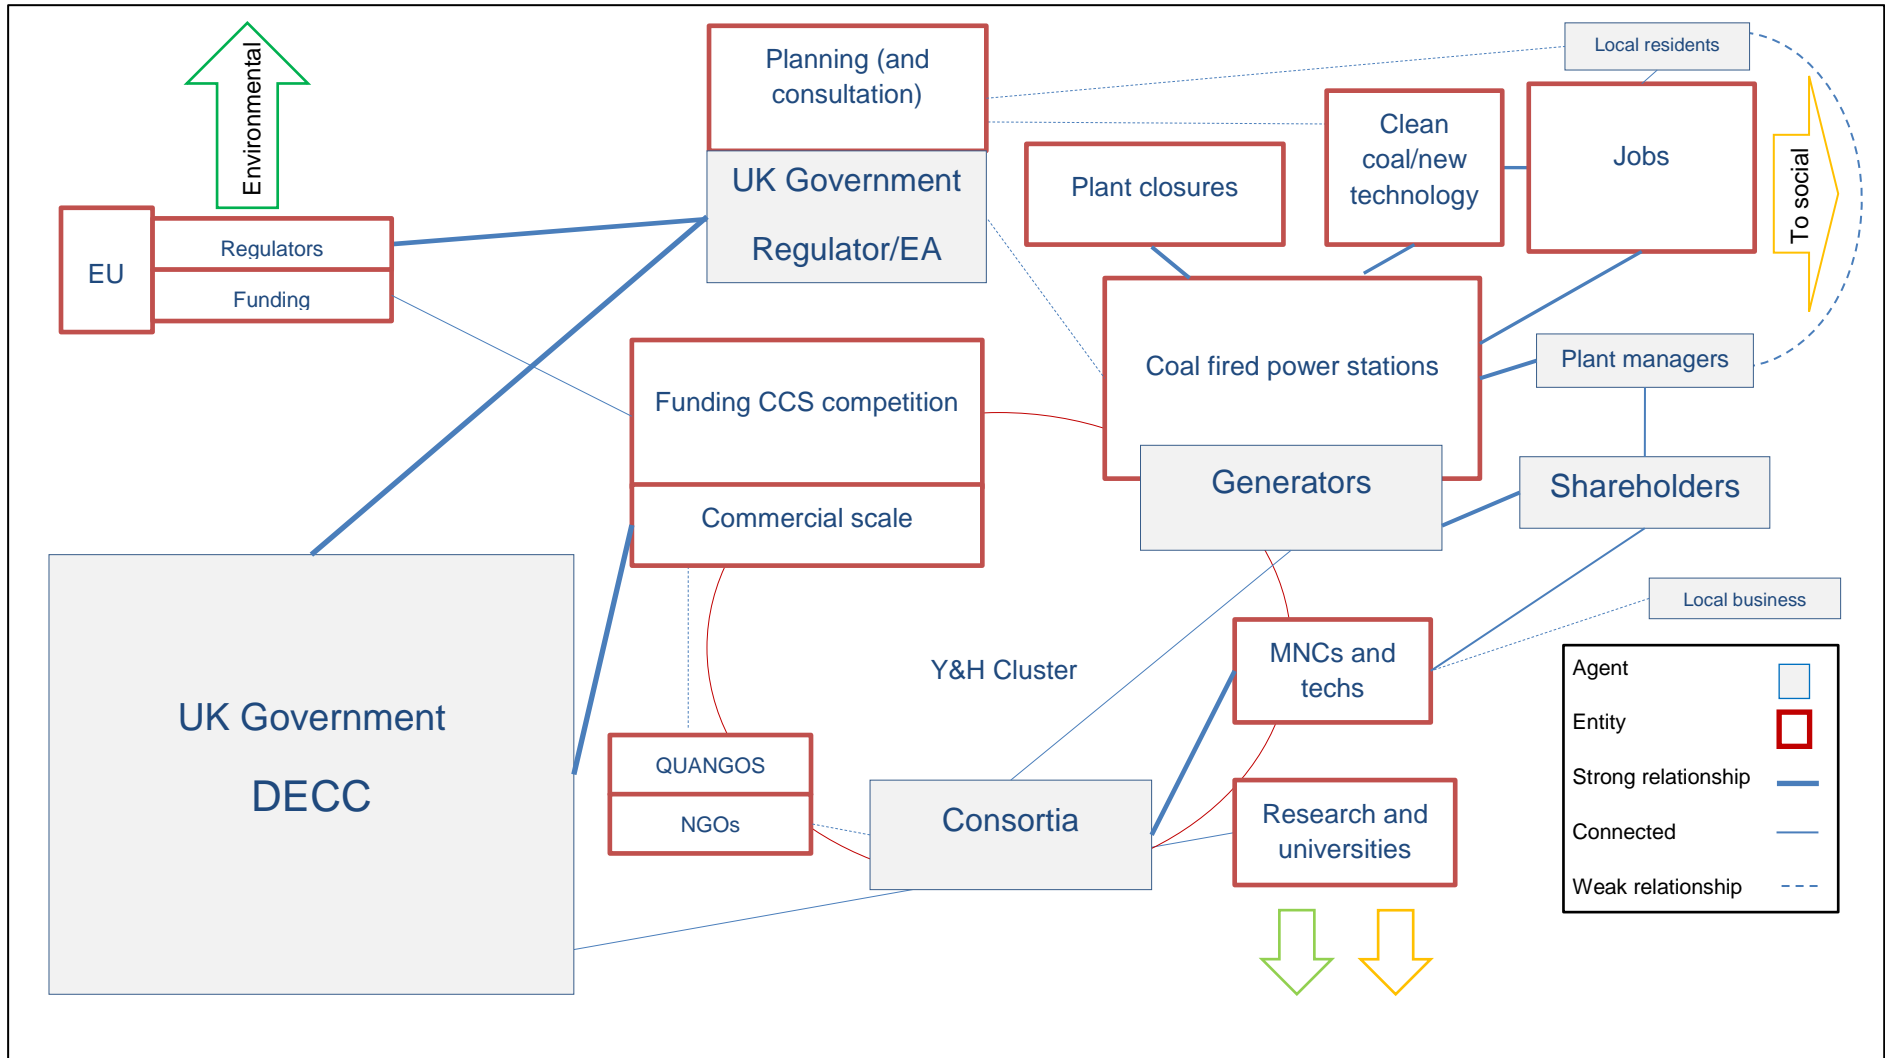 Environmental
Planning (and
consultation)
Local residents
Clean
coal/new
technology
Jobs
To social
Plant closures
UK Government
Regulator/EA
EU
Regulators
Funding
Funding CCS competition
Commercial scale
Coal fired power stations
Plant managers
Generators
Shareholders
Local business
UK Government
DECC
Y&H Cluster
MNCs and
techs
QUANGOS
NGOs
Consortia
Research and
universities
Agent
Entity
Strong relationship
Connected
Weak relationship